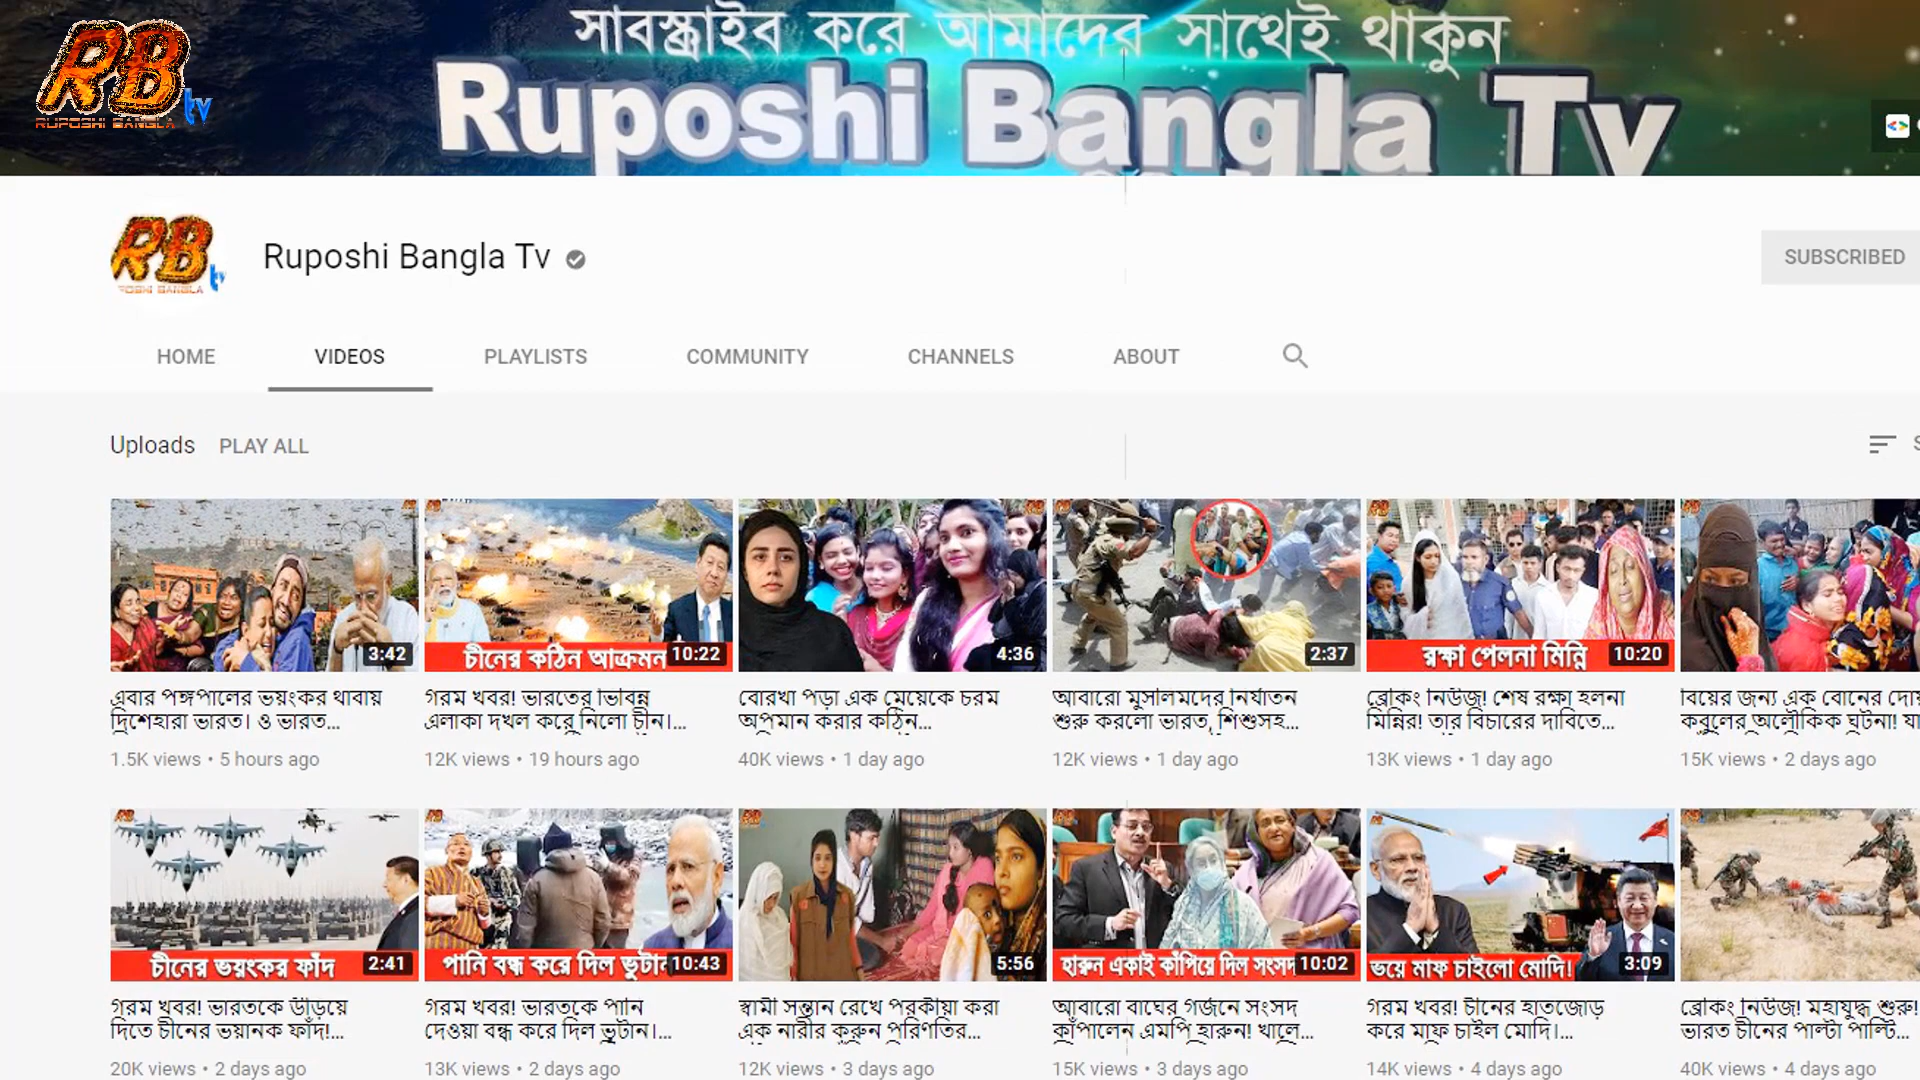 সাবস্ক্রাইব করে আমাদের সাথেই থাকুন
RB tv
RUPOSHI BANGLA
Ruposhi Bangla Tv
RB tv
POSHI BANGLA
Ruposhi Bangla Tv
SUBSCRIBED
HOME VIDEOS PLAYLISTS COMMUNITY CHANNELS ABOUT
Uploads PLAY ALL
3:42
চীনের কঠিন আক্রমন 10:22
4:36
2:37
রক্ষা পেলনা মিন্নি 10:20
এবার পঙ্গপালের ভয়ংকর থাবায়
দিশেহারা ভারত। ও ভারত...
1.5K views • 5 hours ago
গরম খবর! ভারতের বিভিন্ন
এলাকা দখল করে নিলো চীন।...
12K views • 19 hours ago
বোরখা পড়া এক মেয়েকে চরম
অপমান করার কঠিন...
40K views • 1 day ago
আবারো মুসলিমদের নির্যাতন
শুরু করলো ভারত, শিশুসহ...
12K views • 1 day ago
ব্রেকিং নিউজ! শেষ রক্ষা হলনা
মিন্নির! তার বিচারের দাবিতে...
13K views • 1 day ago
বিয়ের জন্য এক বোনের
কবুলের অলৌকিক ঘটনা!
15K views • 2 days ago
চীনের ভয়ংকর ফাঁদ 2:41
পানি বন্ধ করে দিল ভুটান 10:43
5:56
হারুন একাই কাঁপিয়ে দিল সংসদ 10:02
ভয়ে মাফ চাইলো মোদি! 3:09
গরম খবর! ভারতকে উড়িয়ে
দিতে চীনের ভয়ানক ফাঁদ!...
20K views • 2 days ago
গরম খবর! ভারতকে পানি
দেওয়া বন্ধ করে দিল ভুটান।...
13K views • 2 days ago
স্বামী সন্তান রেখে পরকীয়া করা
এক নারীর করুন পরিণতির...
12K views • 3 days ago
আবারো বাঘের গর্জনে সংসদ
কাঁপালেন এমপি হারুন! খালে...
15K views • 3 days ago
গরম খবর! চীনের হাতজোড়
করে মাফ চাইল মোদি।...
14K views • 4 days ago
ব্রেকিং নিউজ! মহাযুদ্ধ শুরু!
ভারত চীনের পাল্টা পাল্টি...
40K views • 4 days ago